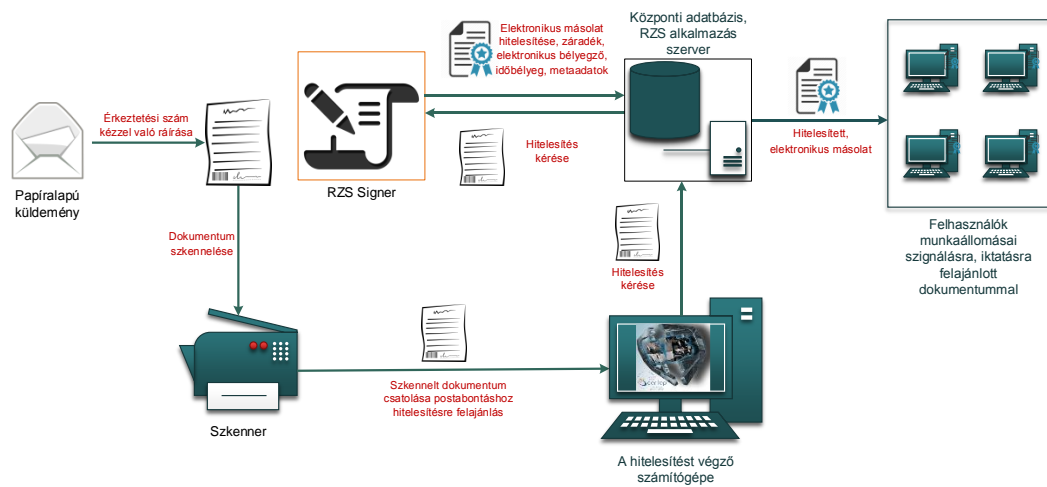 Elektronikus másolat
hitelesítése, záradék,
elektronikus bélyegző,
időbélyeg, metaadatok
Központi adatbázis,
RZS alkalmazás
szerver
Érkeztetési szám
kézzel való ráírása
Papíralapú
küldemény
RZS Signer
Hitelesítés
kérése
Hitelesített,
elektronikus másolat
Felhasználók
munkaállomásai
szignálásra, iktatásra
felajánlott
dokumentummal
Dokumentum
szkennelése
Hitelesítés
kérése
Szkennelt dokumentum
csatolása postabontáshoz
hitelesítésre felajánlás
Szkenner
A hitelesítést végző
számítógépe